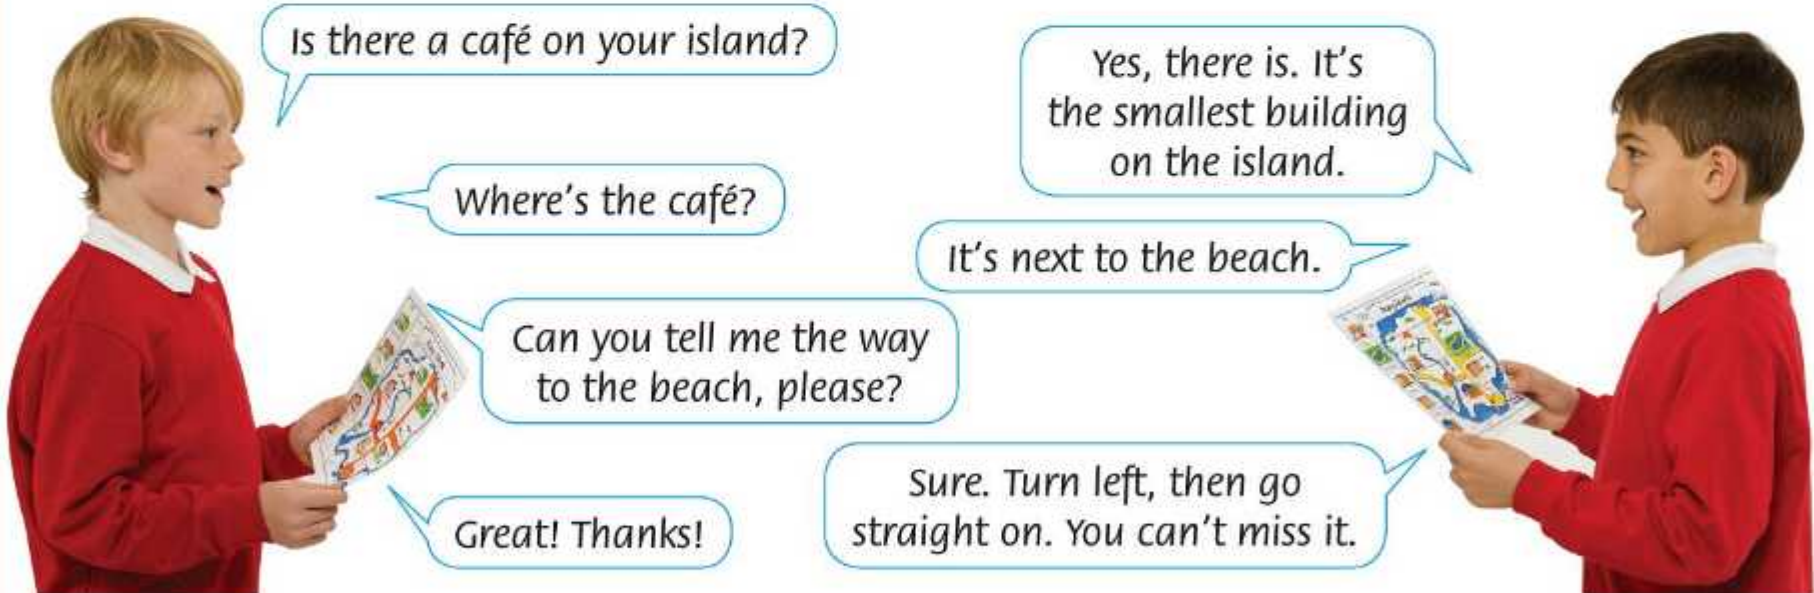 Is there a café on your island?
Yes, there is. It's
the smallest building
on the island.
Where's the café?
It's next to the beach.
Can you tell me the way
to the beach, please?
Sure. Turn left, then go
straight on. You can't miss it.
Great! Thanks!